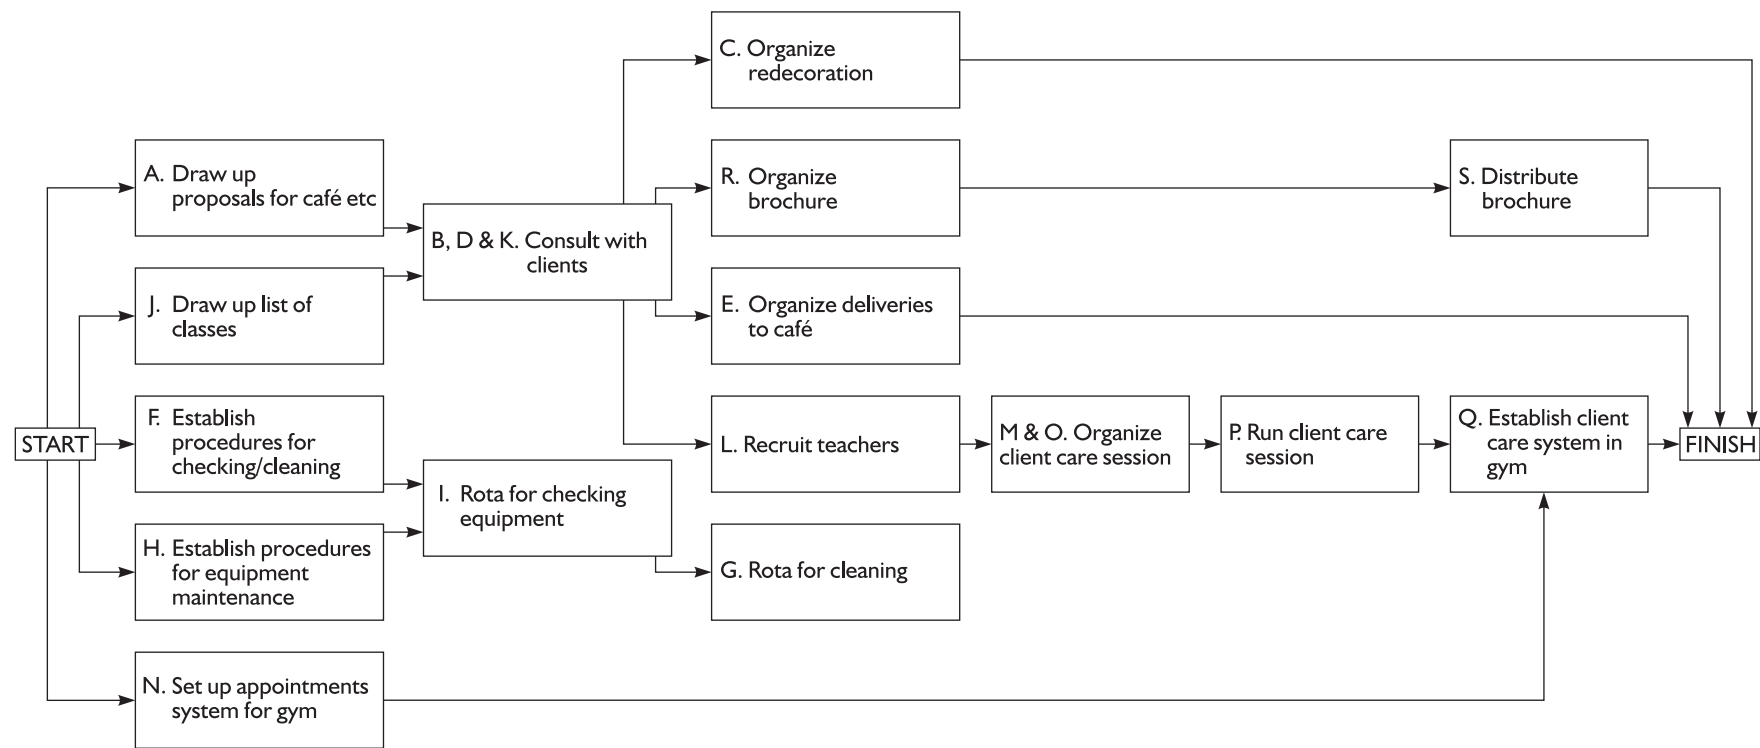 C. Organize
redecoration
A. Draw up
proposals for café etc
R. Organize
brochure
S. Distribute
brochure
B, D & K. Consult with
clients
J. Draw up list of
classes
E. Organize deliveries
to café
F. Establish
procedures for
checking/cleaning
START
L. Recruit teachers
M & O. Organize
client care session
P. Run client care
session
Q. Establish client
care system in
gym
FINISH
I. Rota for checking
equipment
H. Establish procedures
for equipment
maintenance
G. Rota for cleaning
N. Set up appointments
system for gym